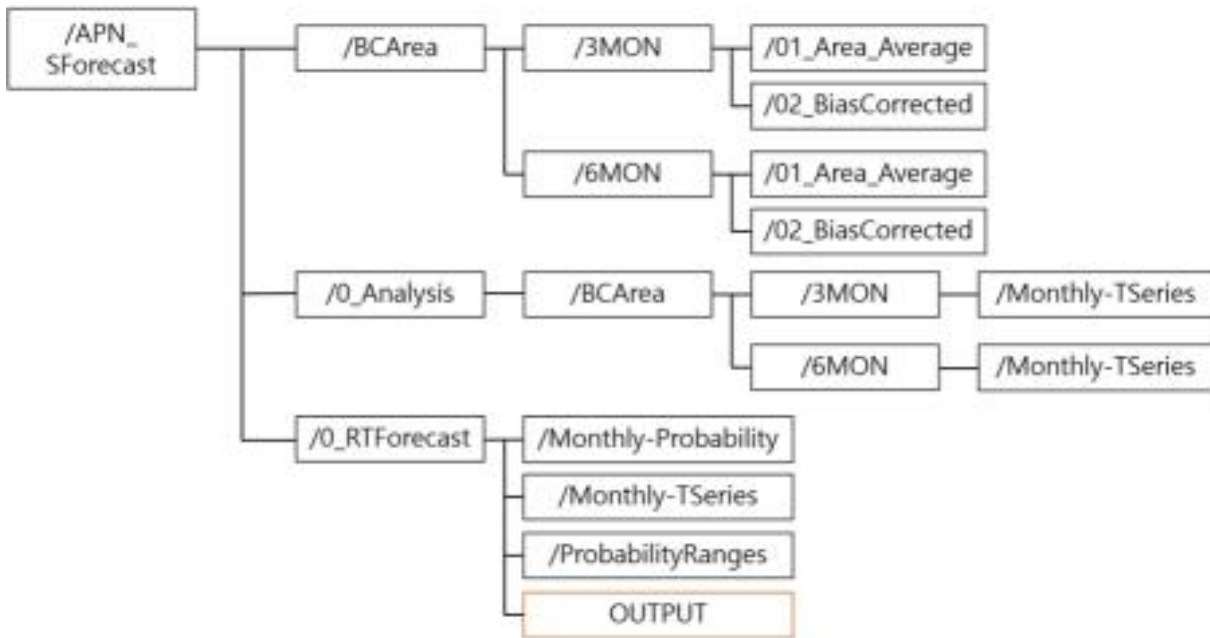 /APN_
SForecast
/BCArea
/3MON
/01_Area_Average
/02_BiasCorrected
/6MON
/01_Area_Average
/02_BiasCorrected
/0_Analysis
/BCArea
/3MON
/Monthly-TSeries
/6MON
/Monthly-TSeries
/0_RTForecast
/Monthly-Probability
/Monthly-TSeries
/ProbabilityRanges
OUTPUT